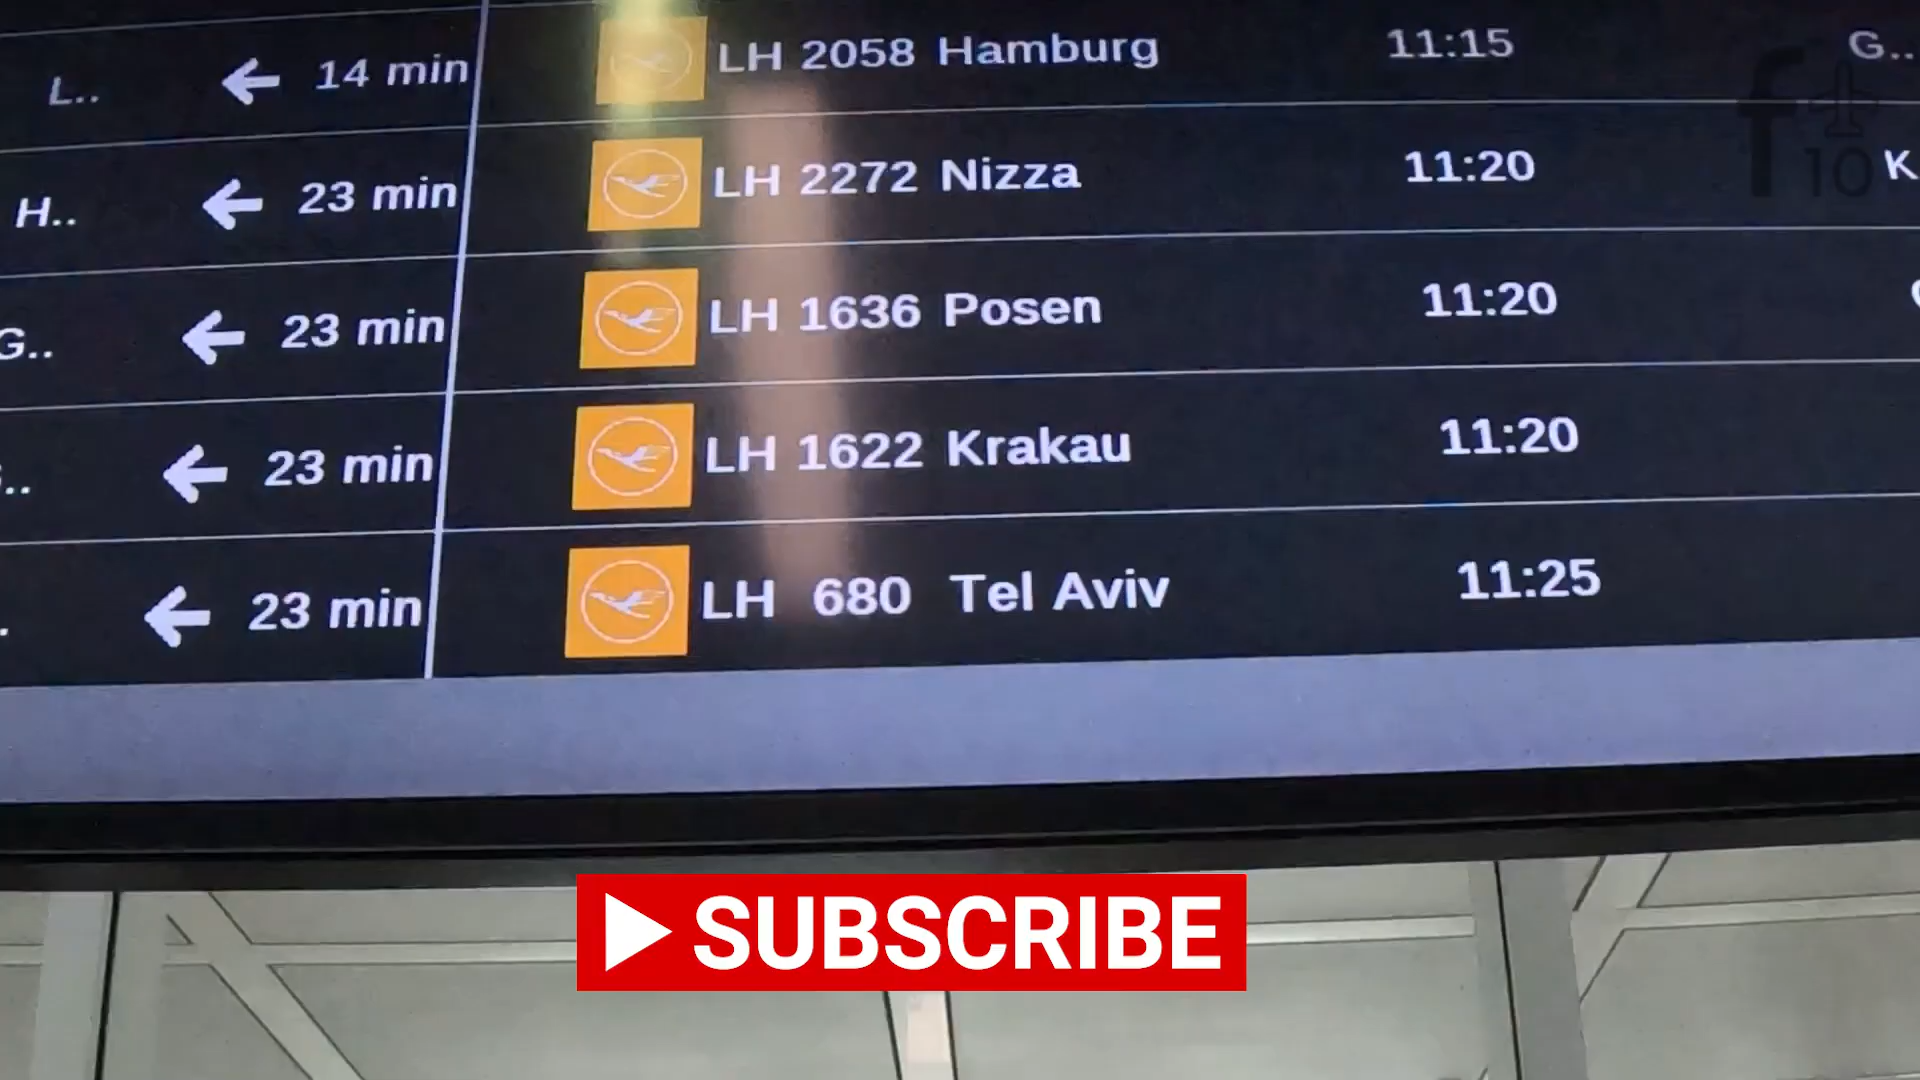 L.. ← 14 min LH 2058 Hamburg 11:15 G..
H.. ← 23 min LH 2272 Nizza 11:20 K
G.. ← 23 min LH 1636 Posen 11:20
.. ← 23 min LH 1622 Krakau 11:20
. ← 23 min LH 680 Tel Aviv 11:25
f 10
SUBSCRIBE